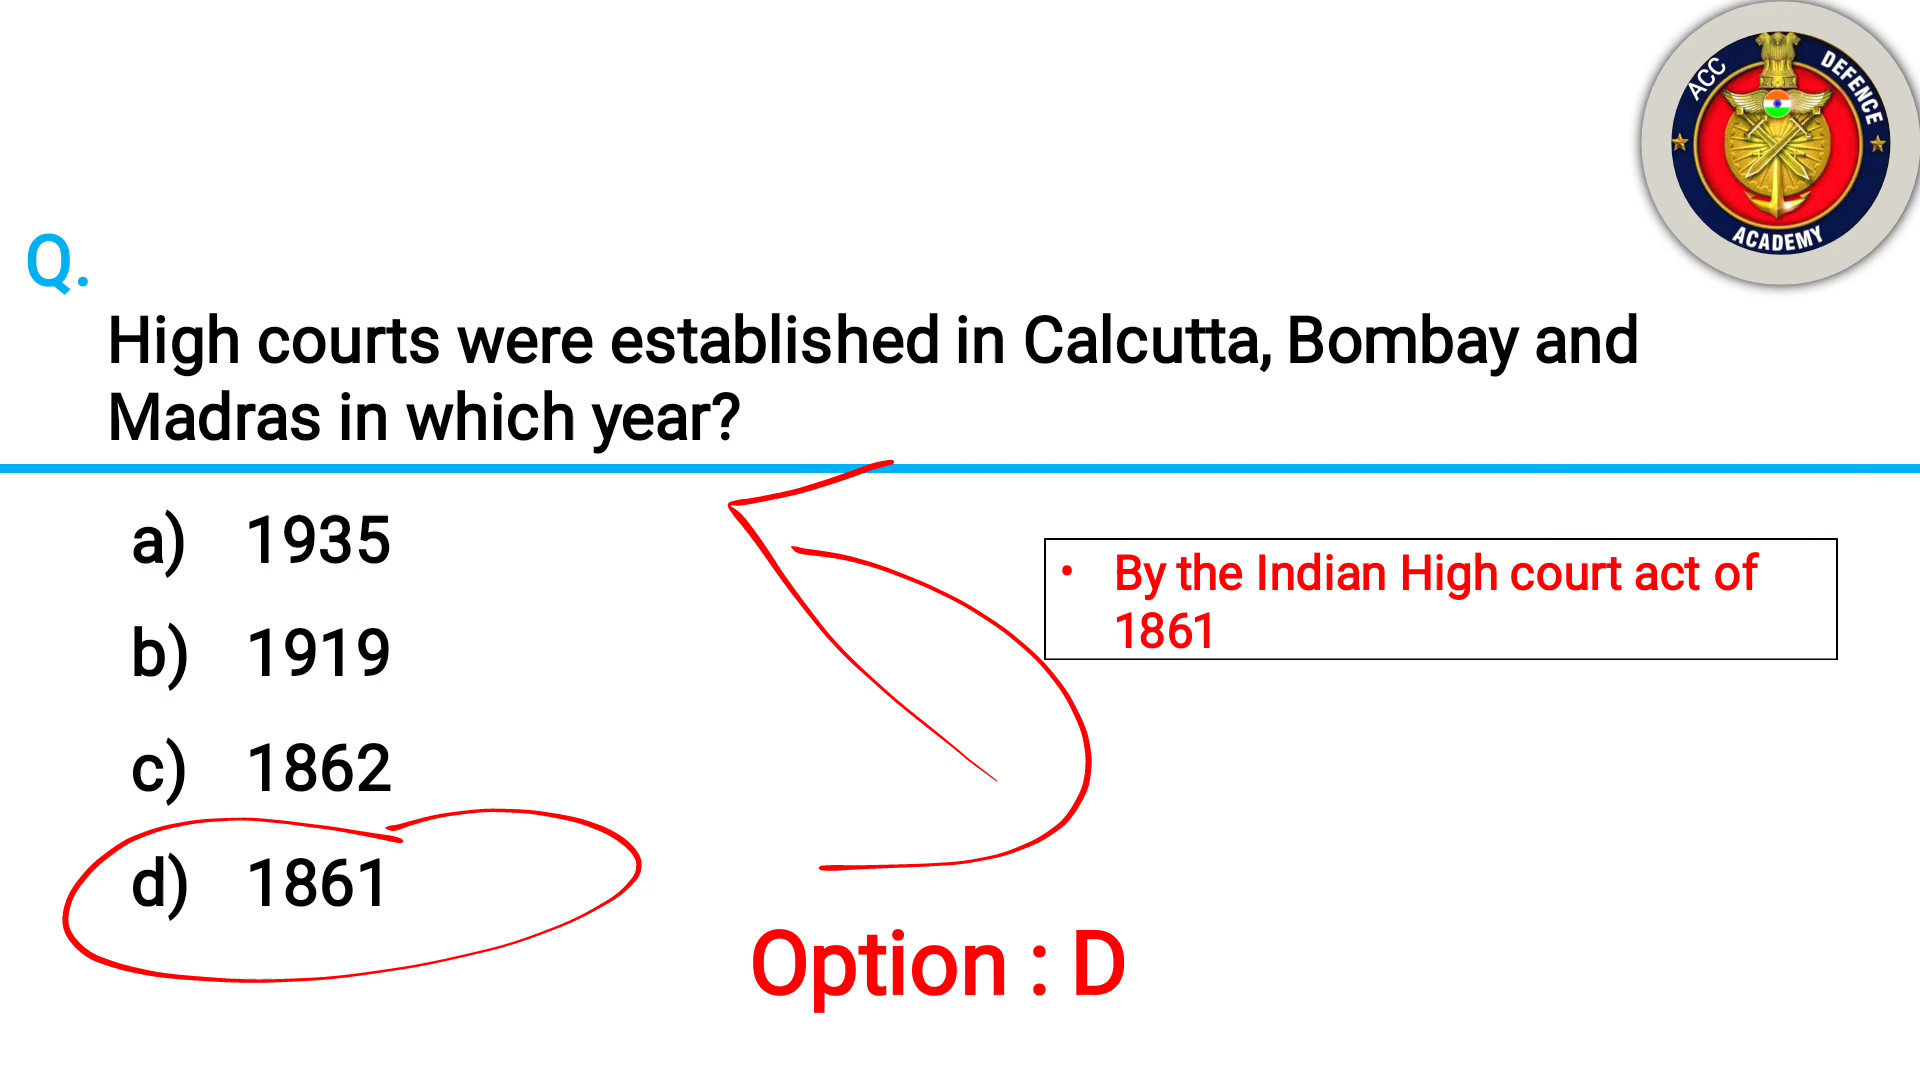 ACC DEFENCE
ACADEMY
Q.
High courts were established in Calcutta, Bombay and
Madras in which year?
a) 1935
b) 1919
c) 1862
d) 1861
• By the Indian High court act of
1861
Option : D